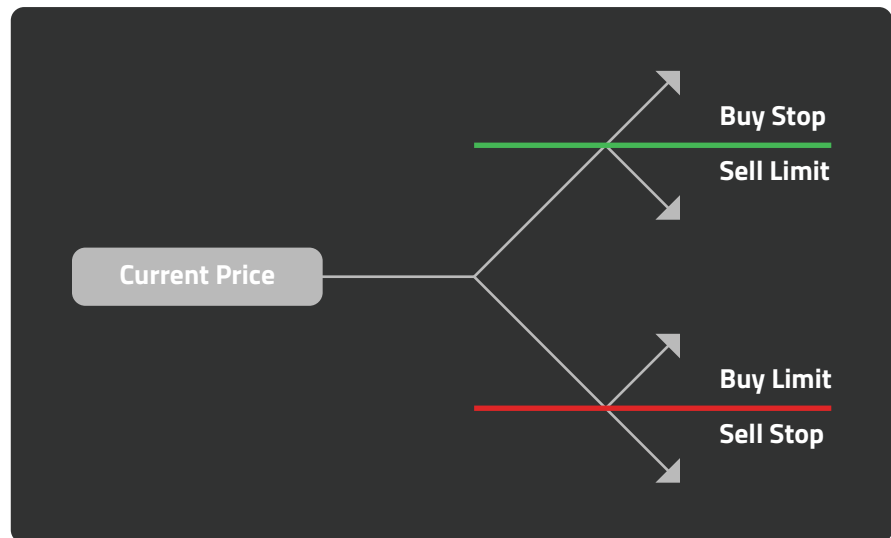 Buy Stop
Sell Limit
Current Price
Buy Limit
Sell Stop